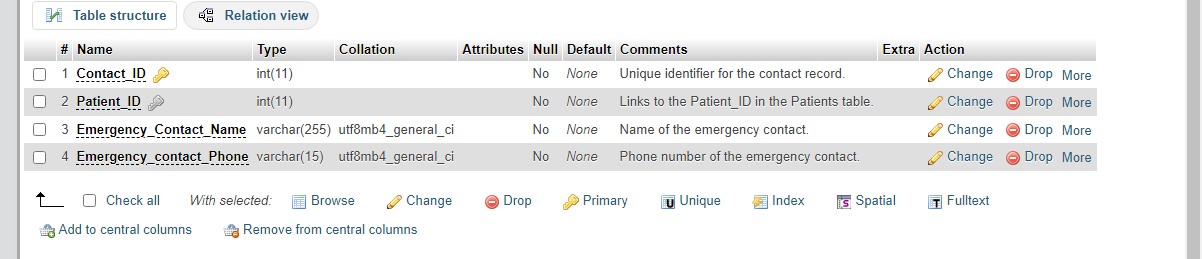 Table structure Relation view
# Name Type Collation Attributes Null Default Comments Extra Action
1 Contact_ID int(11) No None Unique identifier for the contact record. Change Drop More
2 Patient_ID int(11) No None Links to the Patient_ID in the Patients table. Change Drop More
3 Emergency_Contact_Name varchar(255) utf8mb4_general_ci No None Name of the emergency contact. Change Drop More
4 Emergency_contact_Phone varchar(15) utf8mb4_general_ci No None Phone number of the emergency contact. Change Drop More
Check all With selected: Browse Change Drop Primary Unique Index Spatial Fulltext
Add to central columns Remove from central columns